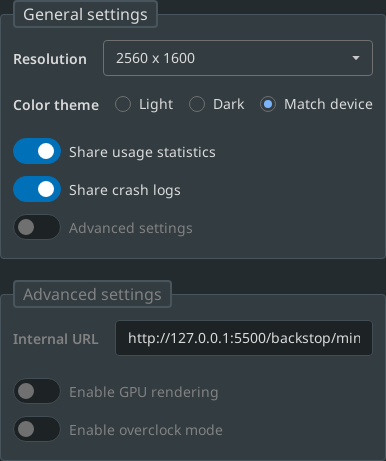 General settings
Resolution 2560 x 1600
Color theme Light Dark Match device
Share usage statistics
Share crash logs
Advanced settings
Advanced settings
Internal URL http://127.0.0.1:5500/backstop/min
Enable GPU rendering
Enable overclock mode